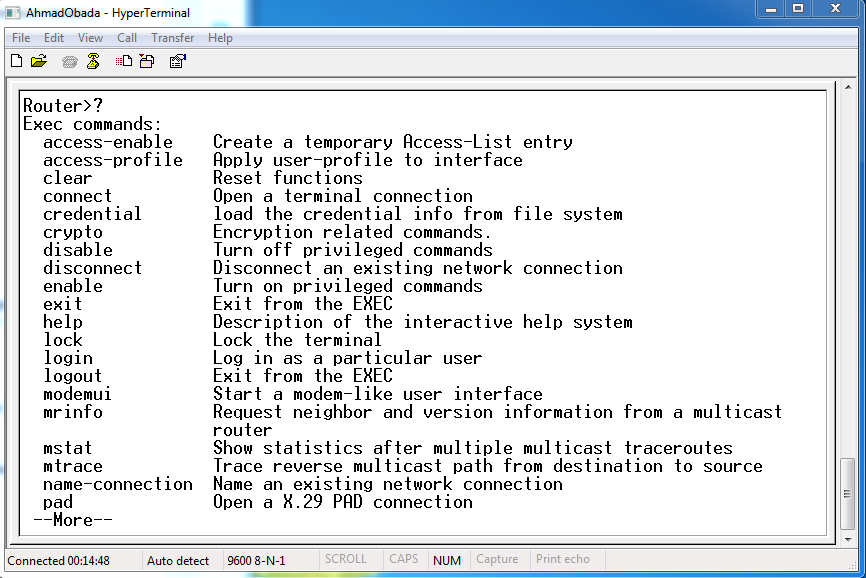 AhmadObada - HyperTerminal
File Edit View Call Transfer Help
Router>?
Exec commands:
  access-enable    Create a temporary Access-List entry
  access-profile   Apply user-profile to interface
  clear            Reset functions
  connect          Open a terminal connection
  credential       load the credential info from file system
  crypto           Encryption related commands.
  disable          Turn off privileged commands
  disconnect       Disconnect an existing network connection
  enable           Turn on privileged commands
  exit             Exit from the EXEC
  help             Description of the interactive help system
  lock             Lock the terminal
  login            Log in as a particular user
  logout           Exit from the EXEC
  modemui          Start a modem-like user interface
  mrinfo           Request neighbor and version information from a multicast
                   router
  mstat            Show statistics after multiple multicast traceroutes
  mtrace           Trace reverse multicast path from destination to source
  name-connection  Name an existing network connection
  pad              Open a X.29 PAD connection
 --More--
Connected 00:14:48 Auto detect 9600 8-N-1 SCROLL CAPS NUM Capture Print echo